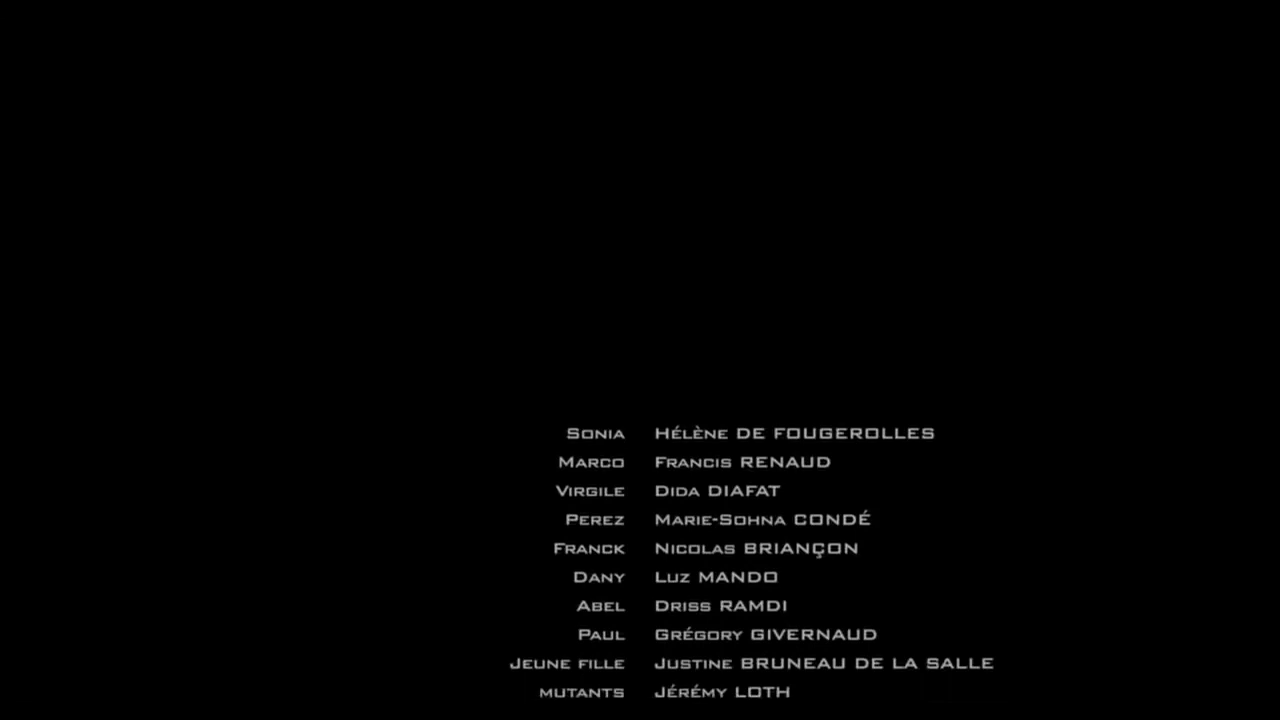 Sonia Hélène DE FOUGEROLLES
Marco Francis RENAUD
Virgile Dida DIAFAT
Perez Marie-Sohna CONDÉ
Franck Nicolas BRIANÇON
Dany Luz MANDO
Abel Driss RAMDI
Paul Grégory GIVERNAUD
Jeune fille Justine BRUNEAU DE LA SALLE
mutants Jérémy LOTH